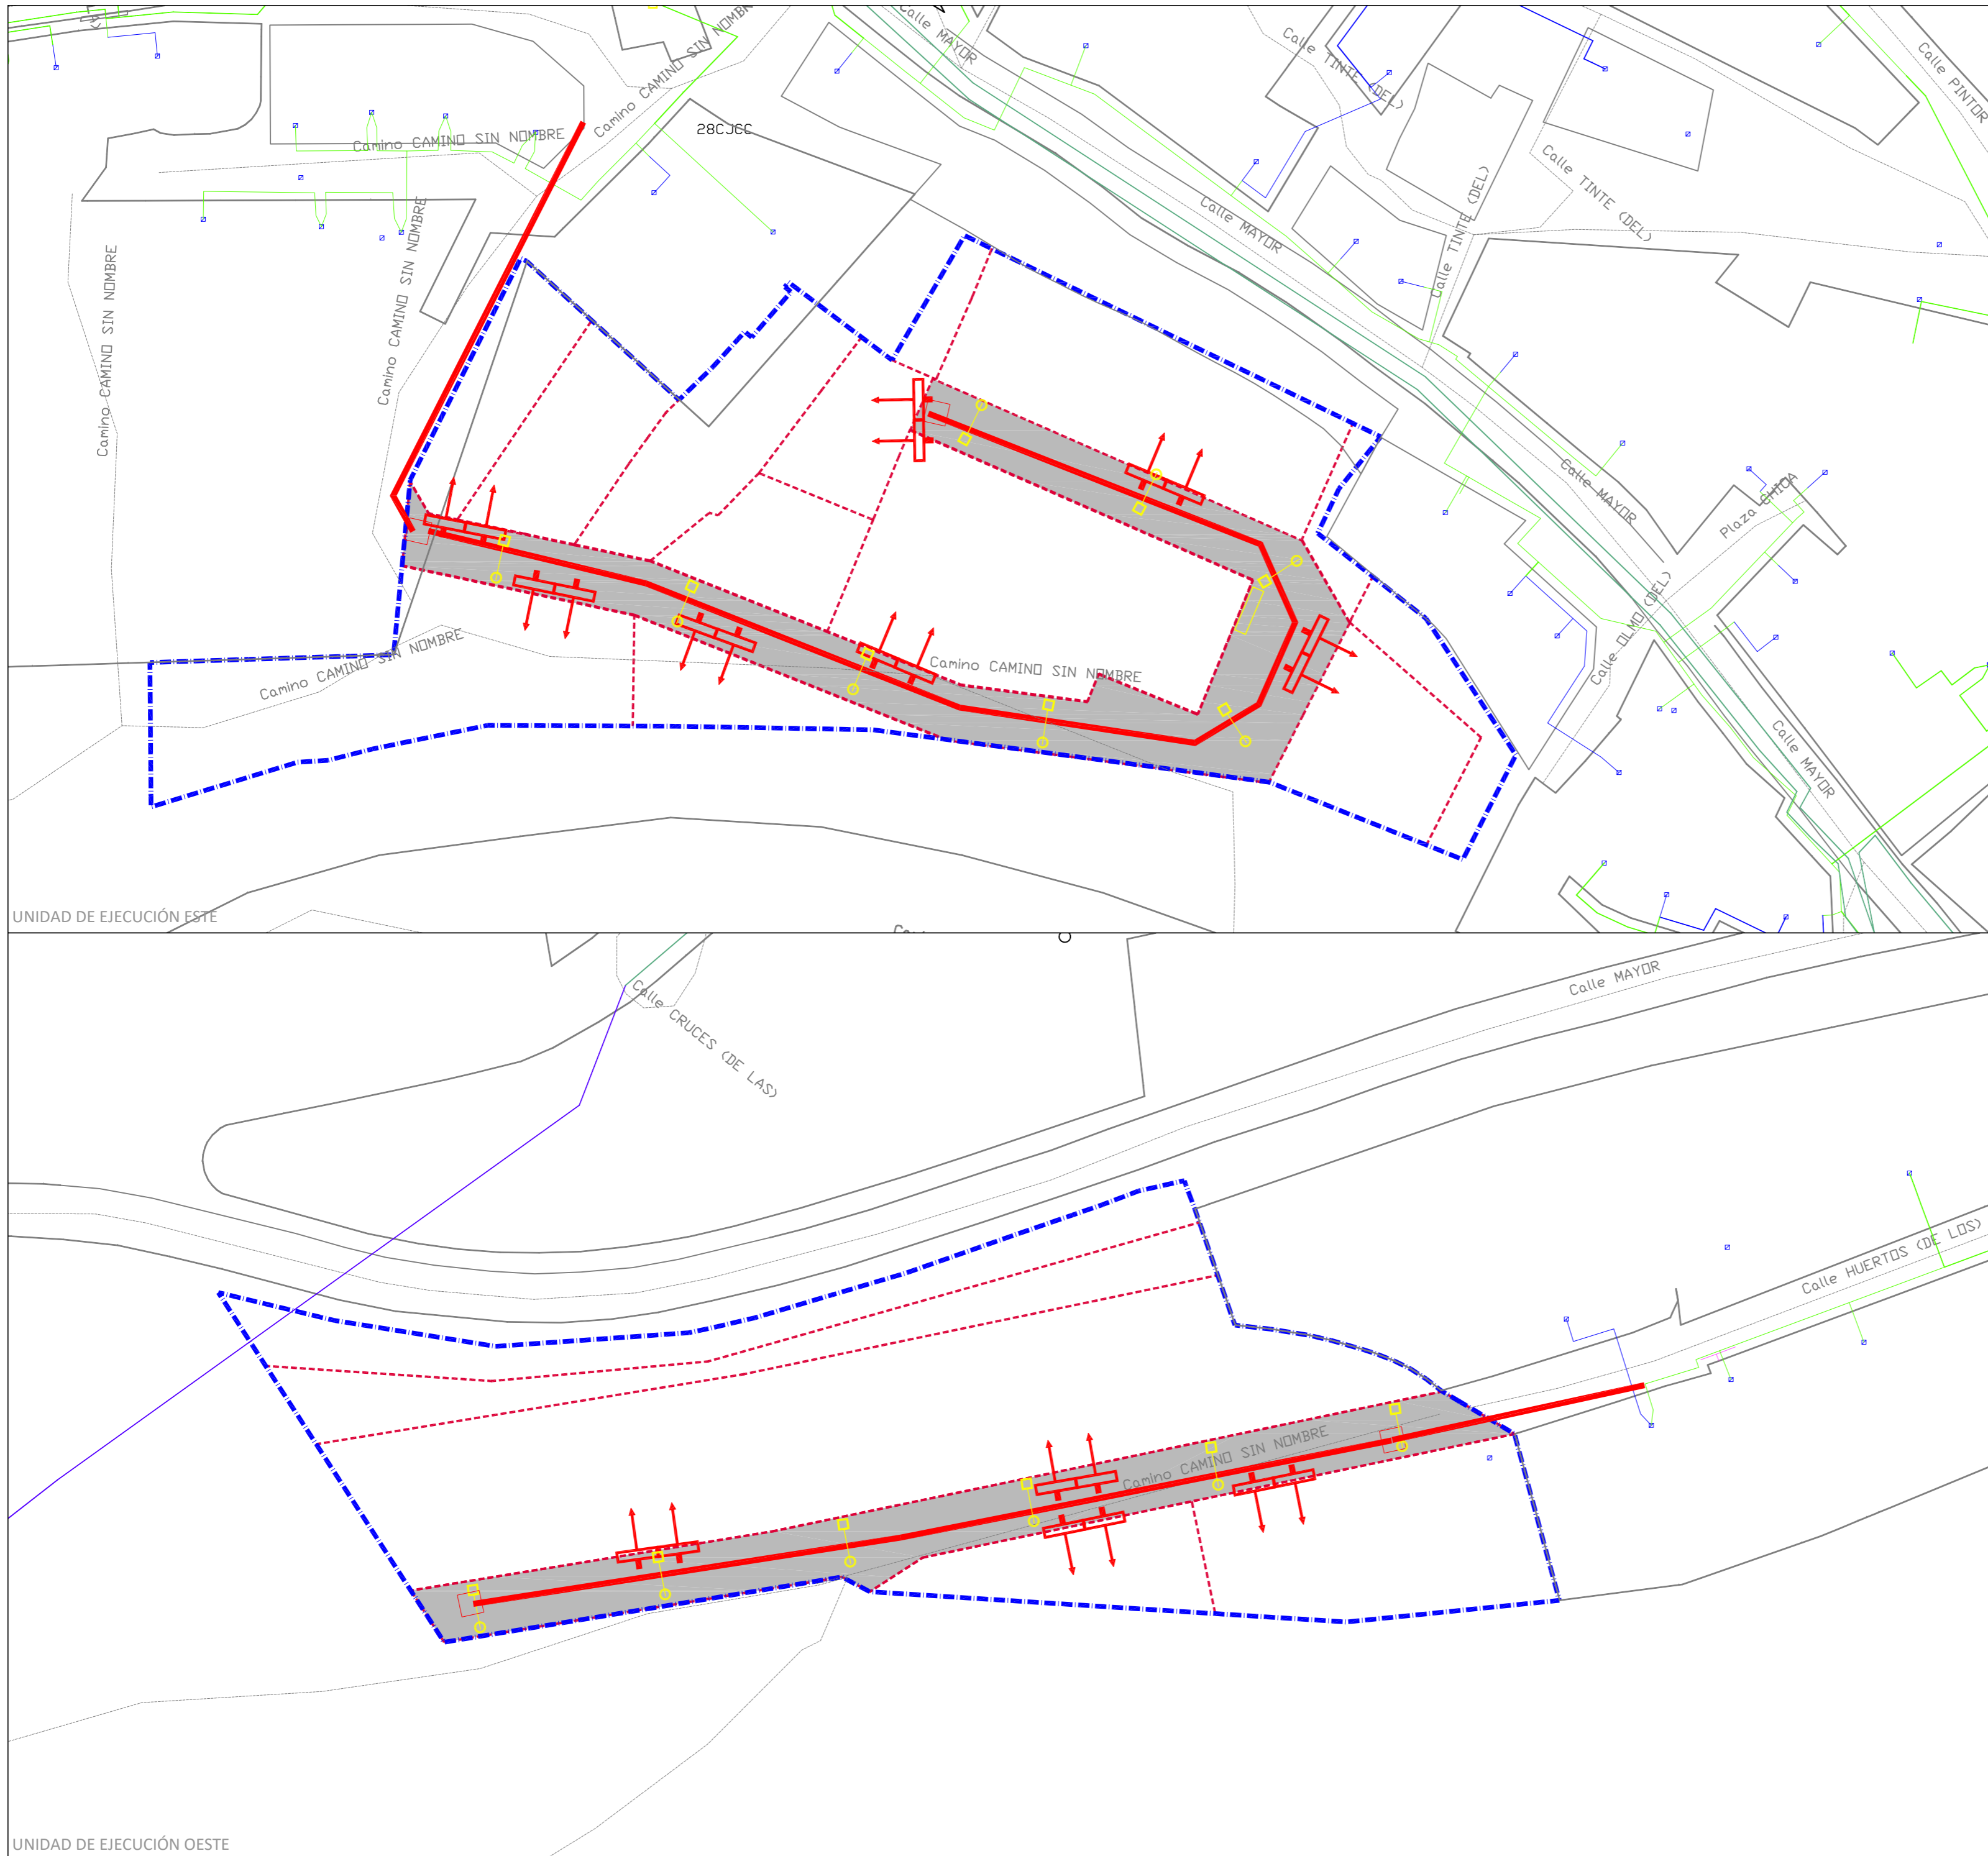 Calle MAYOR
Camino CAMINO SIN NOMBRE
Calle TINTE (DEL)
Calle PINTOR
28CJCC
Camino CAMINO SIN NOMBRE
Calle TINTE (DEL)
Calle TINTE (DEL)
Calle MAYOR
Camino CAMINO SIN NOMBRE
Camino CAMINO SIN NOMBRE
Calle MAYOR
Plaza CHICA
Calle OLMO (DEL)
Camino CAMINO SIN NOMBRE
Camino CAMINO SIN NOMBRE
Calle MAYOR
UNIDAD DE EJECUCIÓN ESTE
Calle MAYOR
Calle CRUCES (DE LAS)
Calle HUERTOS (DE LOS)
Camino CAMINO SIN NOMBRE
UNIDAD DE EJECUCIÓN OESTE